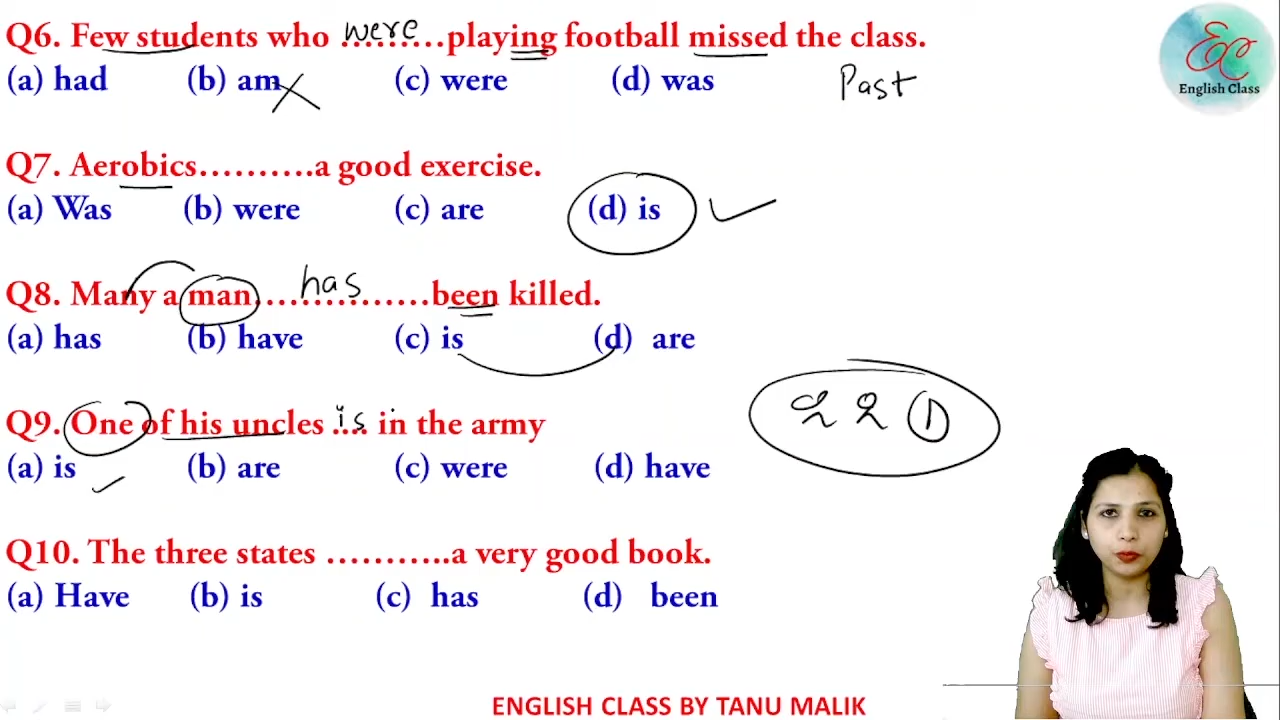 Q6. Few students who were.........playing football missed the class.
(a) had (b) am (c) were (d) was
Past
English Class
Q7. Aerobics..........a good exercise.
(a) Was (b) were (c) are (d) is
Q8. Many a man has................been killed.
(a) has (b) have (c) is (d) are
Q9. One of his uncles is .... in the army
(a) is (b) are (c) were (d) have
Q10. The three states ...........a very good book.
(a) Have (b) is (c) has (d) been
ENGLISH CLASS BY TANU MALIK